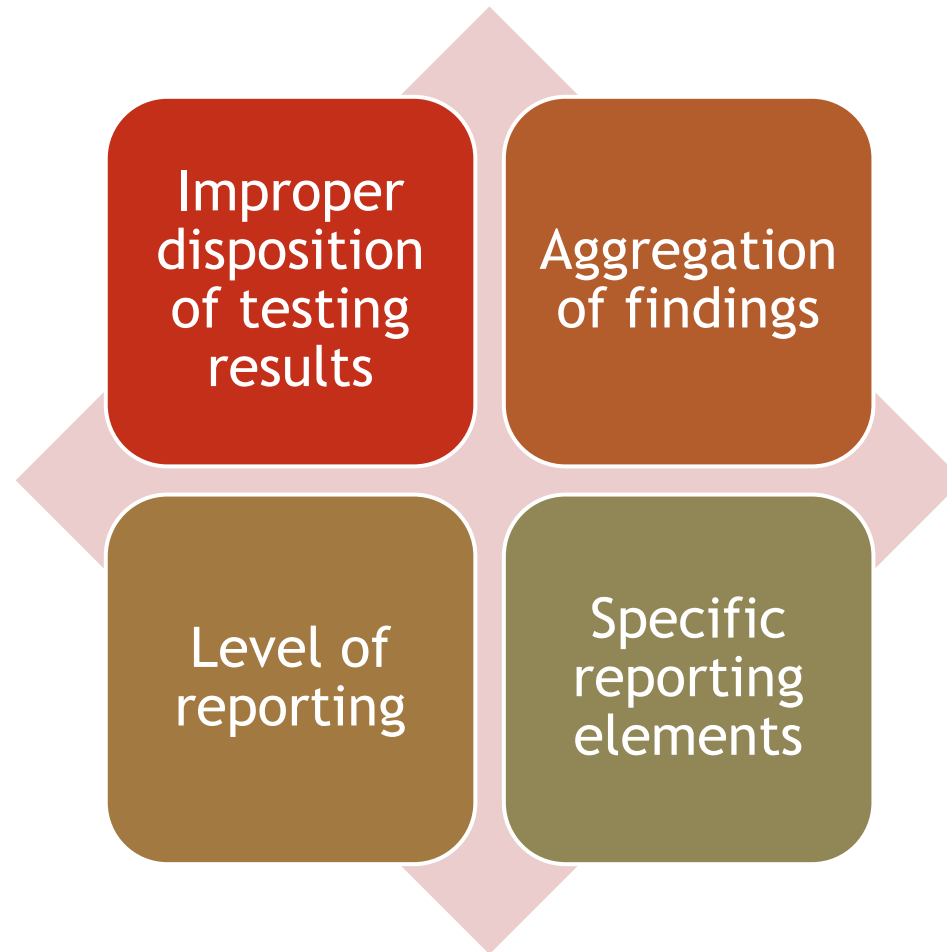 Improper
disposition
of testing
results
Aggregation
of findings
Level of
reporting
Specific
reporting
elements